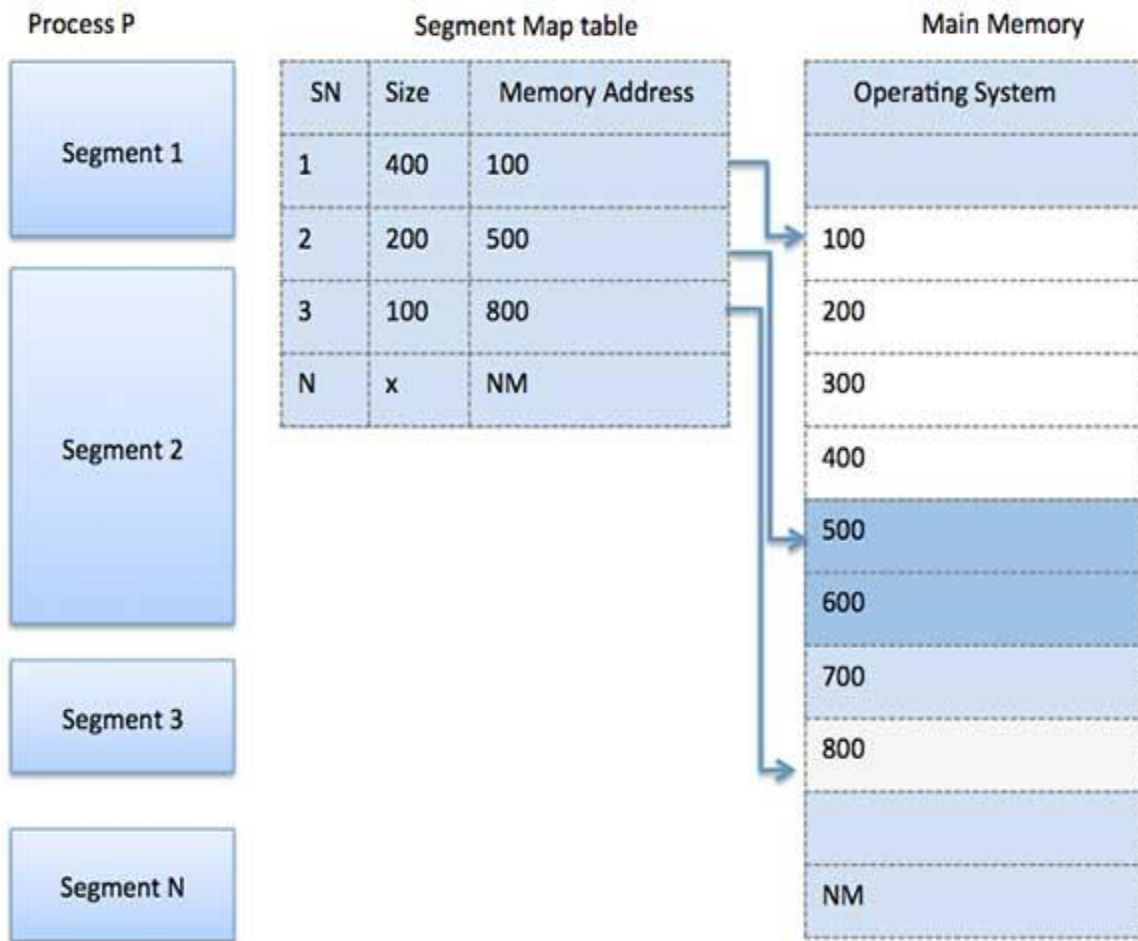 Process P
Segment Map table
Main Memory
Segment 1
Segment 2
Segment 3
Segment N
SN Size Memory Address
1 400 100
2 200 500
3 100 800
N x NM
Operating System
100
200
300
400
500
600
700
800
NM